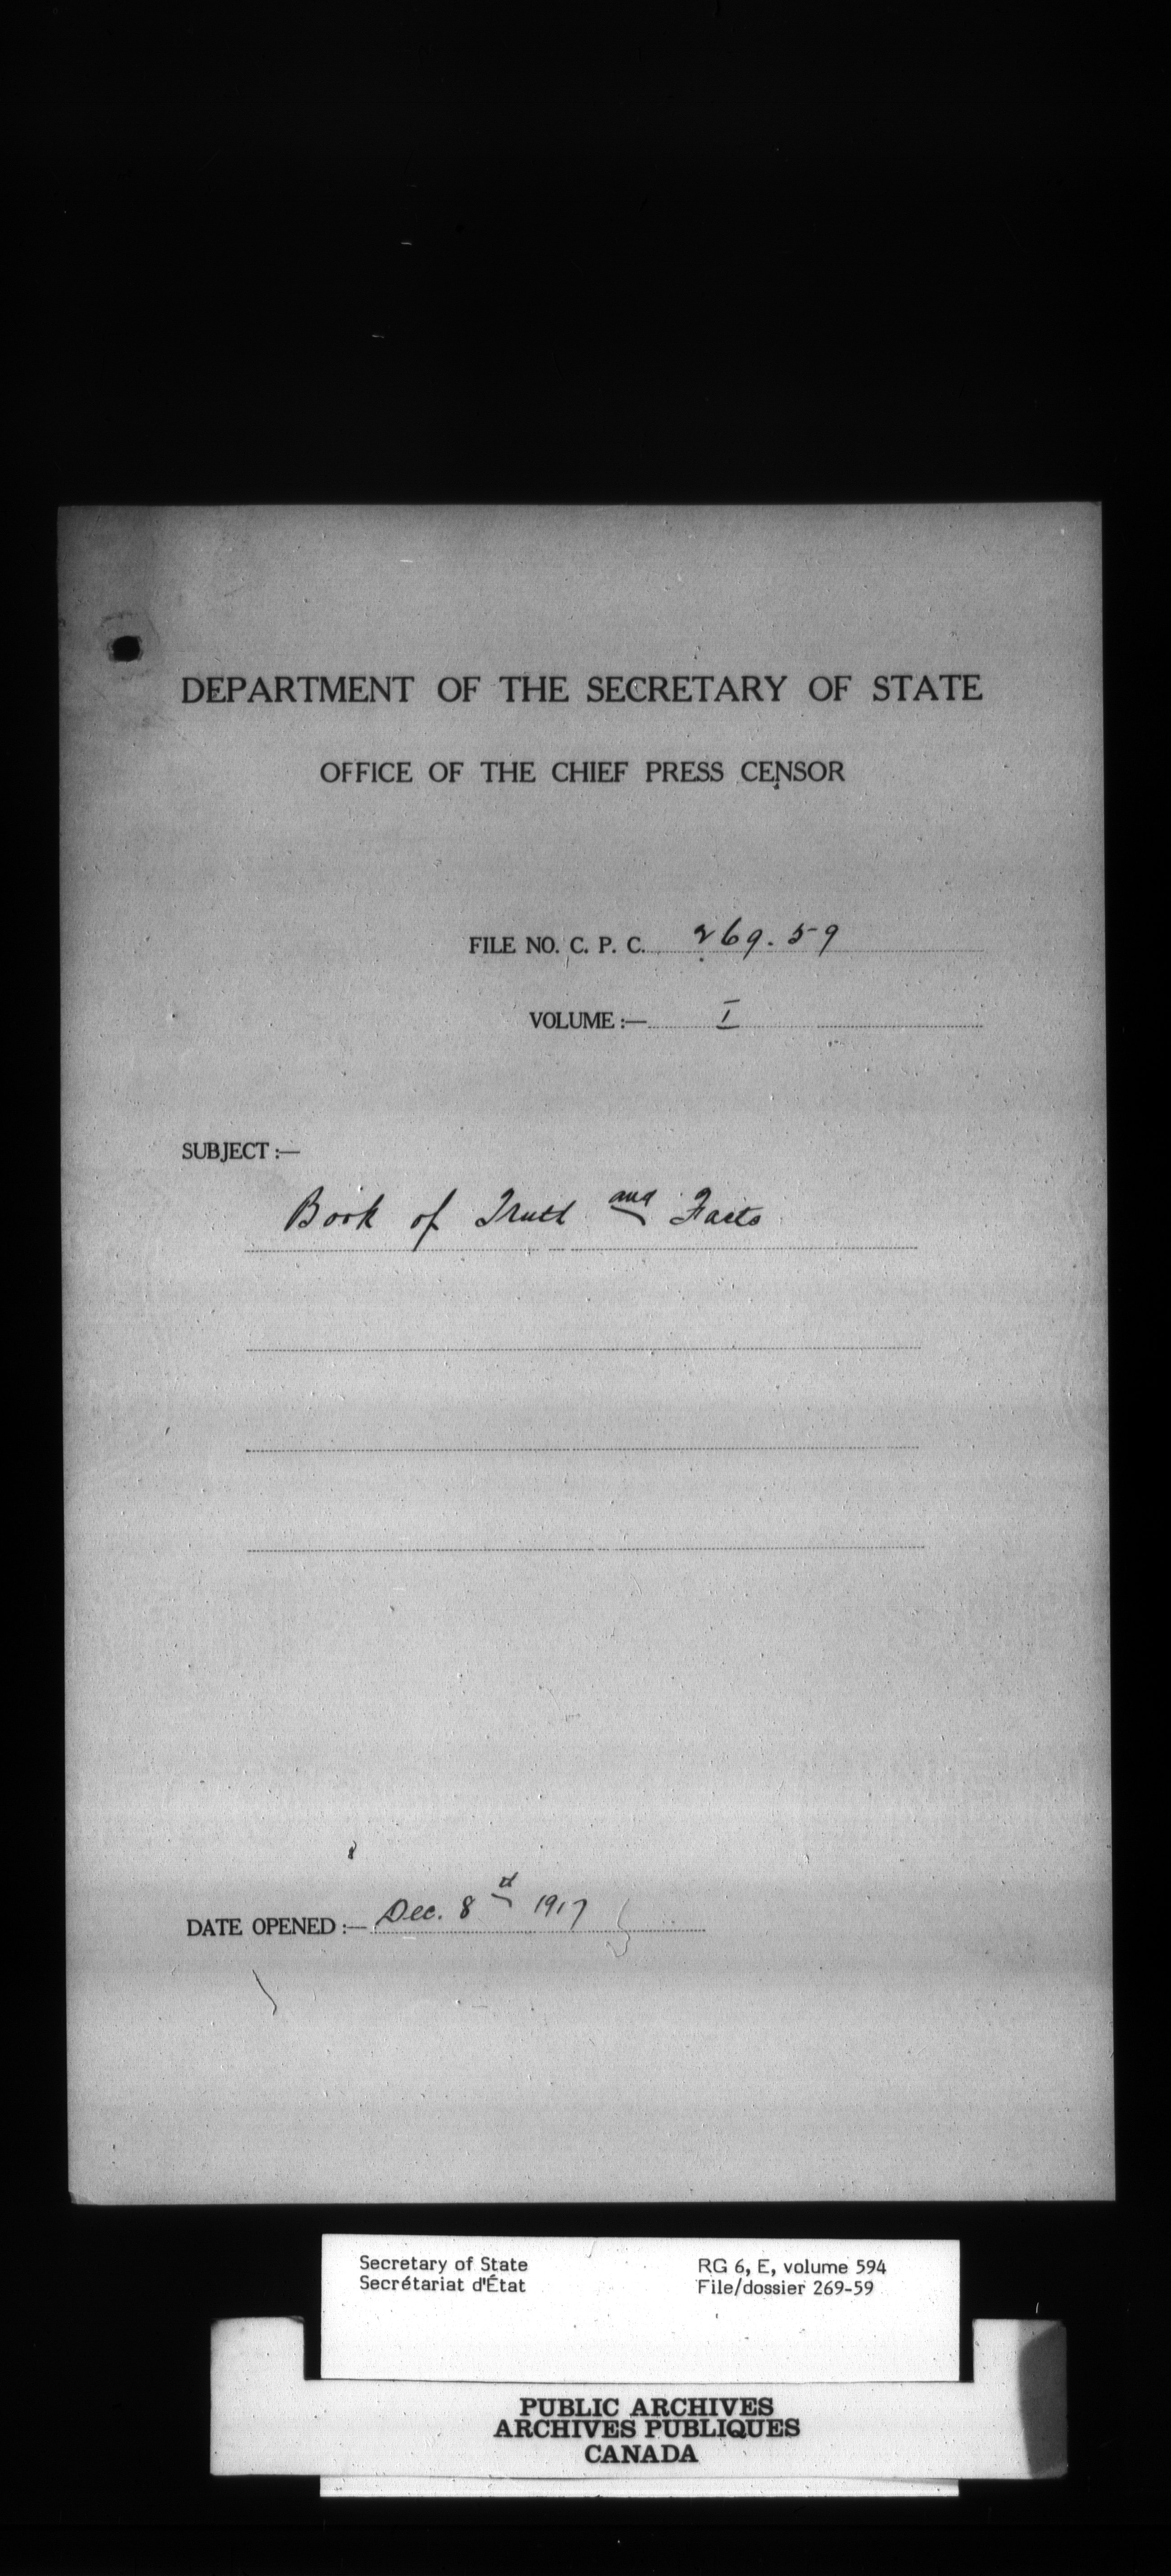 DEPARTMENT OF THE SECRETARY OF STATE
OFFICE OF THE CHIEF PRESS CENSOR
FILE NO. C. P. C. 269.59
VOLUME :— I
SUBJECT :—
Book of Truth and Facts
DATE OPENED :— Dec. 8th 1917
Secretary of State
Secrétariat d'État
RG 6, E, volume 594
File/dossier 269-59
PUBLIC ARCHIVES
ARCHIVES PUBLIQUES
CANADA